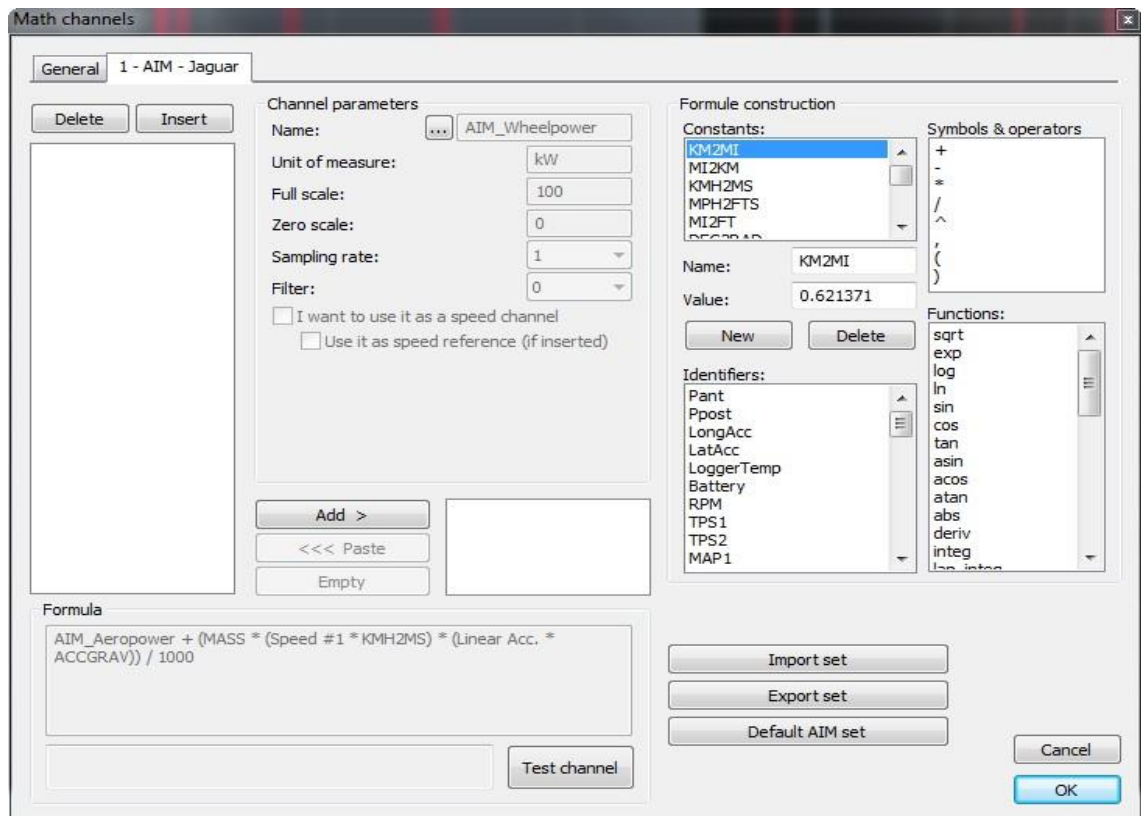 Math channels
General
1 - AIM - Jaguar
Delete
Insert
Channel parameters
Name:
...
AIM_Wheelpower
Unit of measure:
kW
Full scale:
100
Zero scale:
0
Sampling rate:
1
Filter:
0
I want to use it as a speed channel
Use it as speed reference (if inserted)
Add >
<<< Paste
Empty
Formule construction
Constants:
KM2MI
MI2KM
KMH2MS
MPH2FTS
MI2FT
Name:
KM2MI
Value:
0.621371
New
Delete
Identifiers:
Pant
Ppost
LongAcc
LatAcc
LoggerTemp
Battery
RPM
TPS1
TPS2
MAP1
Symbols & operators
+
-
*
/
^
,
(
)
Functions:
sqrt
exp
log
ln
sin
cos
tan
asin
acos
atan
abs
deriv
integ
Formula
AIM_Aeropower + (MASS * (Speed #1 * KMH2MS) * (Linear Acc. *
ACCGRAV)) / 1000
Test channel
Import set
Export set
Default AIM set
Cancel
OK